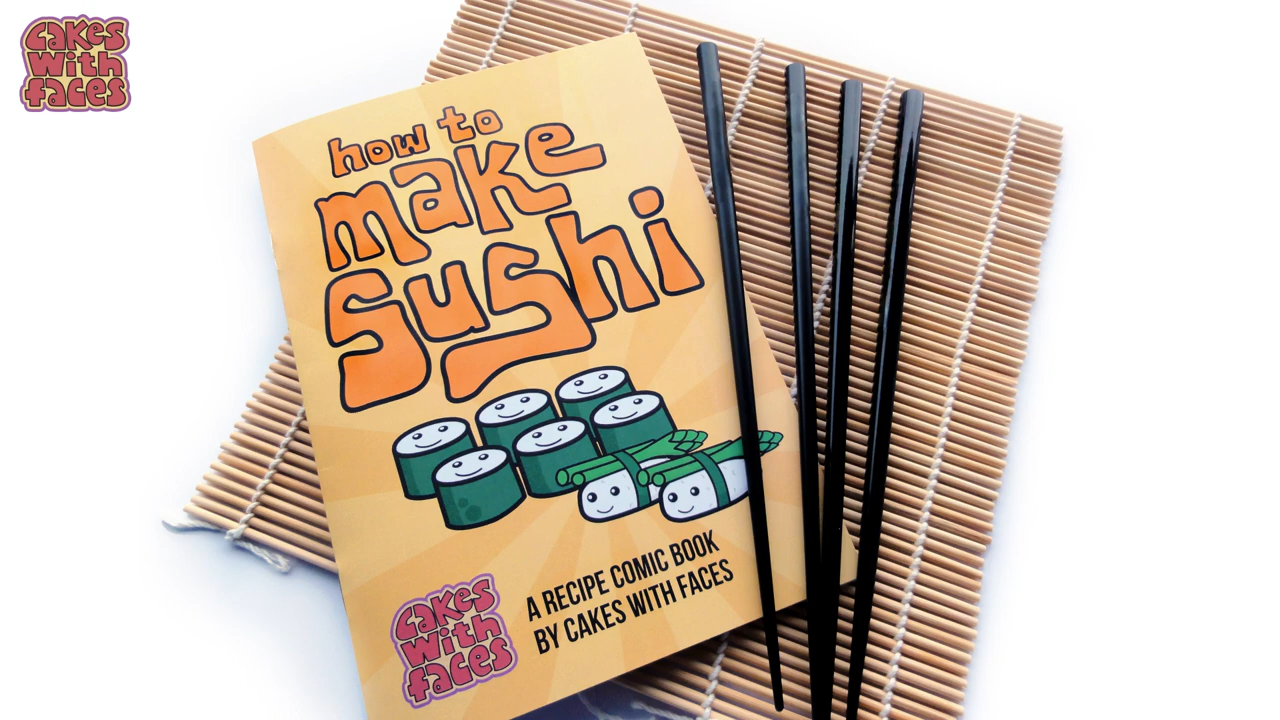 cakes
with
faces
how to
make
sushi
A RECIPE COMIC BOOK
BY CAKES WITH FACES
cakes
with
faces